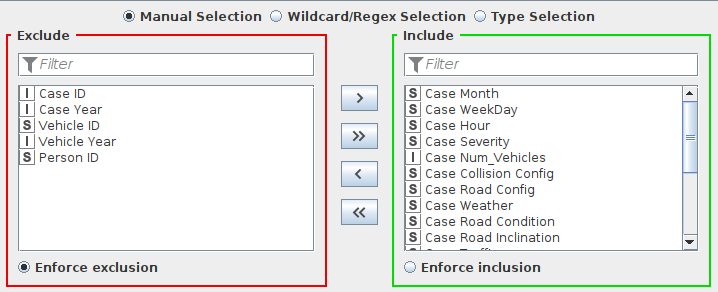 Manual Selection Wildcard/Regex Selection Type Selection
Exclude
Filter
I Case ID
I Case Year
S Vehicle ID
I Vehicle Year
S Person ID
Enforce exclusion
>
>>
<
<<
Include
Filter
S Case Month
S Case WeekDay
S Case Hour
S Case Severity
I Case Num_Vehicles
S Case Collision Config
S Case Road Config
S Case Weather
S Case Road Condition
S Case Road Inclination
Enforce inclusion